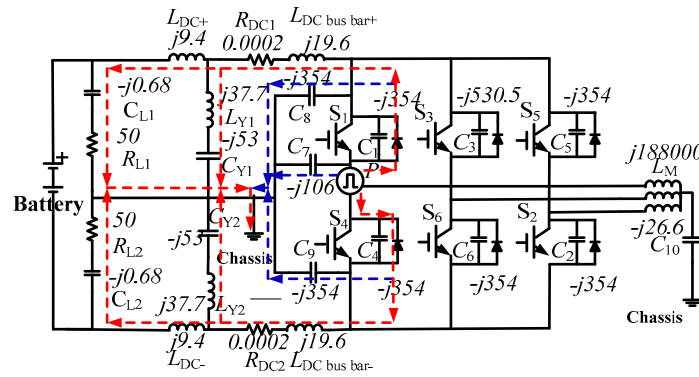 L_DC+ R_DC1 L_DC bus bar+
j9.4 0.0002 j19.6
-j0.68 j37.7 -j354 -j354 -j530.5 -j354
C_L1 L_Y1 C_8 S_1 S_3 S_5
50 -j53 C_7 C_1 C_3 C_5
R_L1 C_Y1 -j106 P j188000
L_M
+
Battery
50 C_Y2 S_4 S_6 S_2 -j26.6
R_L2 -j53 Chassis C_9 C_4 C_6 C_2 C_10
-j0.68 -j354 -j354 -j354
C_L2 j37.7 L_Y2 Chassis
j9.4 0.0002 j19.6
L_DC- R_DC2 L_DC bus bar-